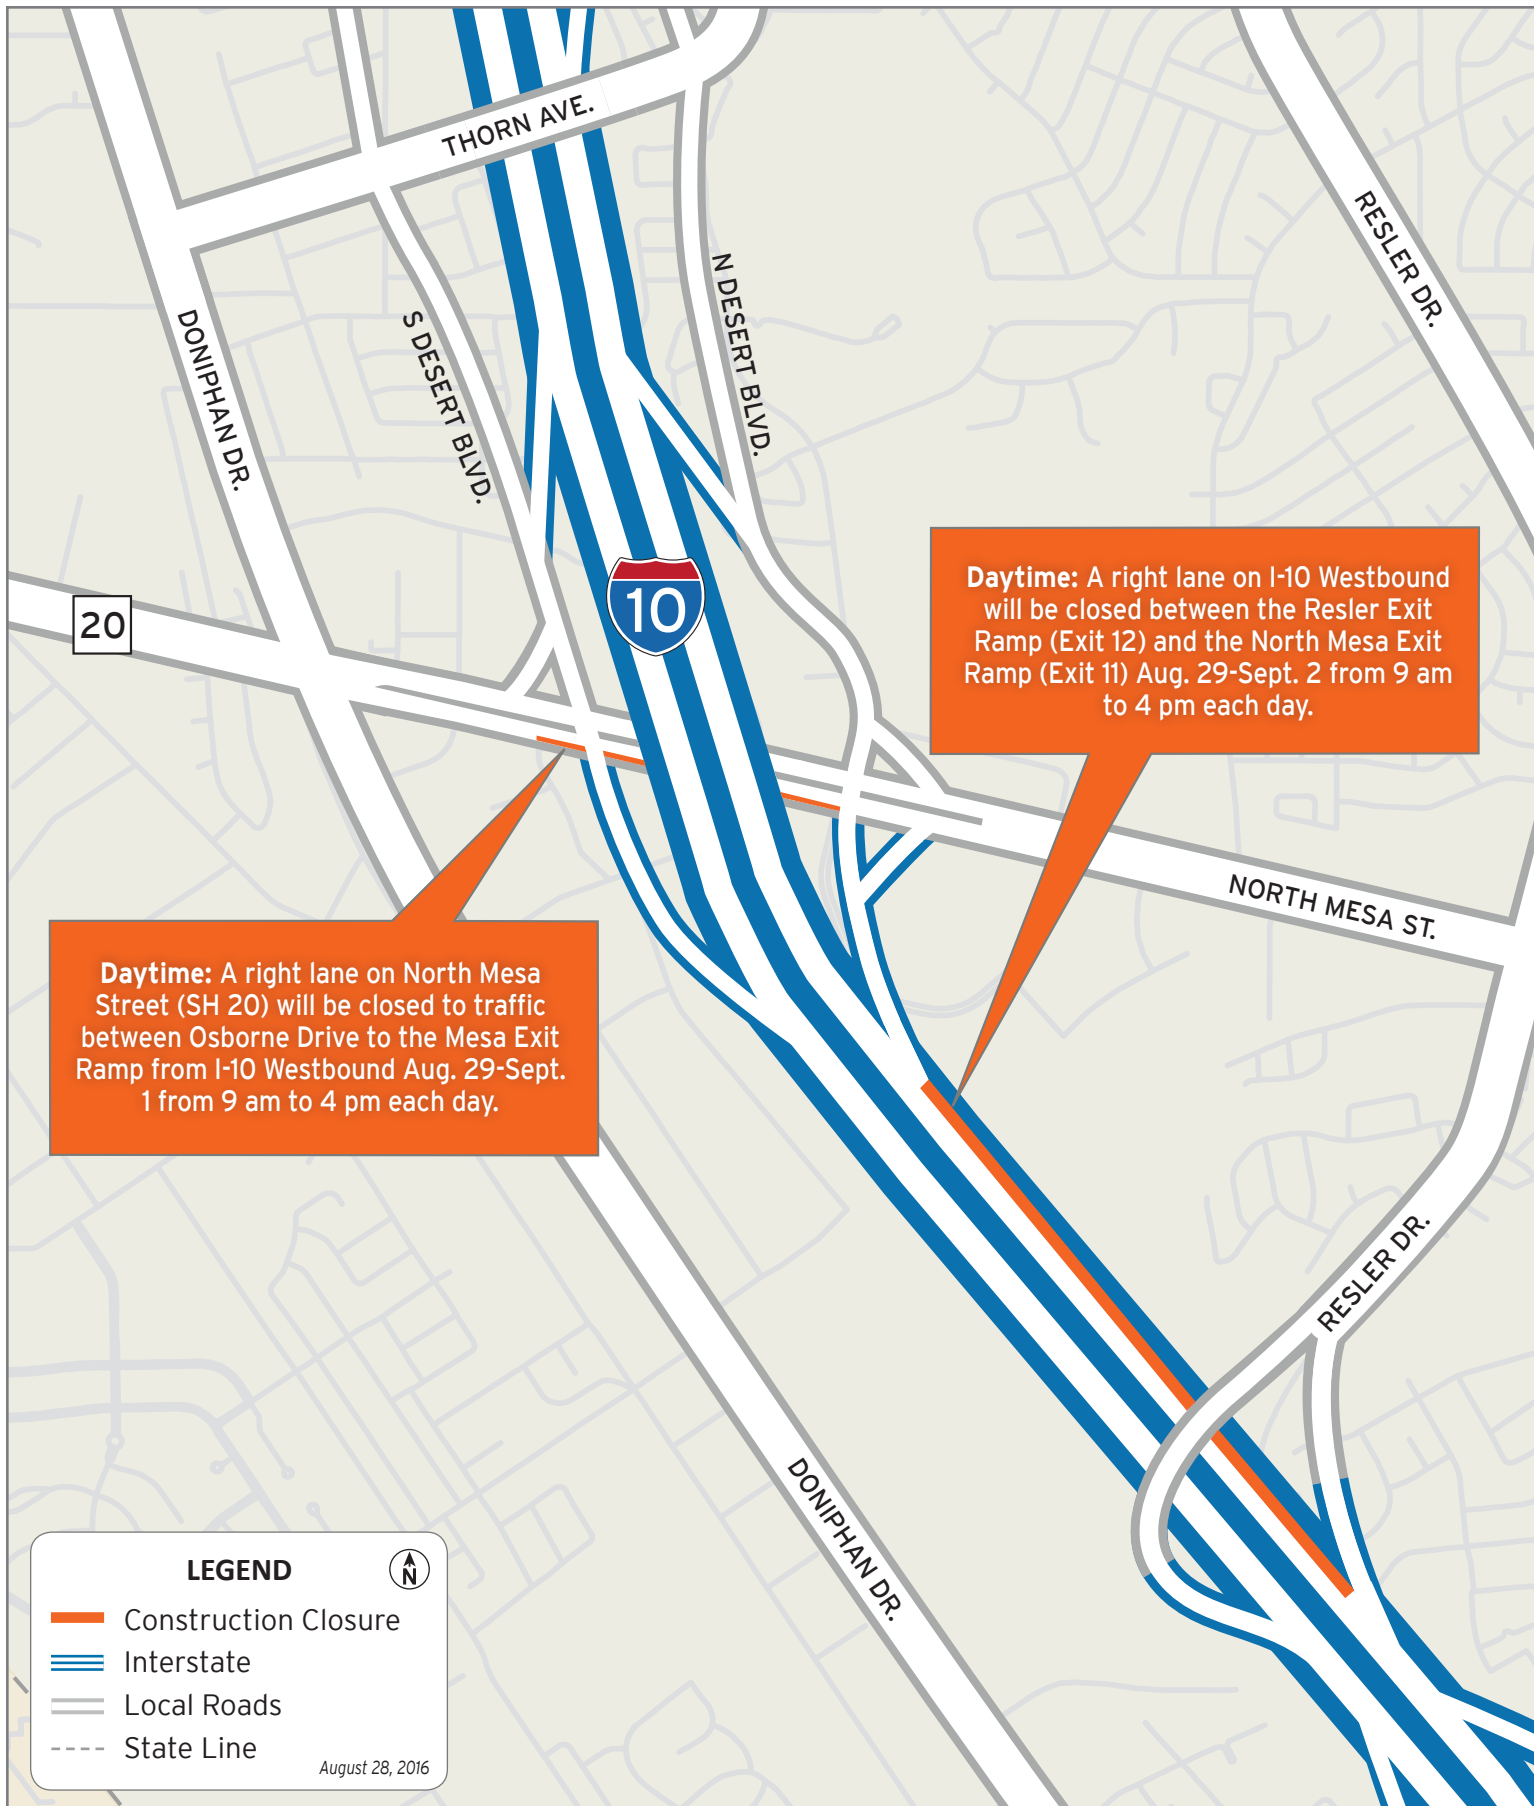 THORN AVE.
RESLER DR.
N DESERT BLVD.
S DESERT BLVD.
DONIPHAN DR.
10
20
Daytime: A right lane on I-10 Westbound
will be closed between the Resler Exit
Ramp (Exit 12) and the North Mesa Exit
Ramp (Exit 11) Aug. 29-Sept. 2 from 9 am
to 4 pm each day.
NORTH MESA ST.
Daytime: A right lane on North Mesa
Street (SH 20) will be closed to traffic
between Osborne Drive to the Mesa Exit
Ramp from I-10 Westbound Aug. 29-Sept.
1 from 9 am to 4 pm each day.
RESLER DR.
DONIPHAN DR.
LEGEND
N
Construction Closure
Interstate
Local Roads
State Line
August 28, 2016